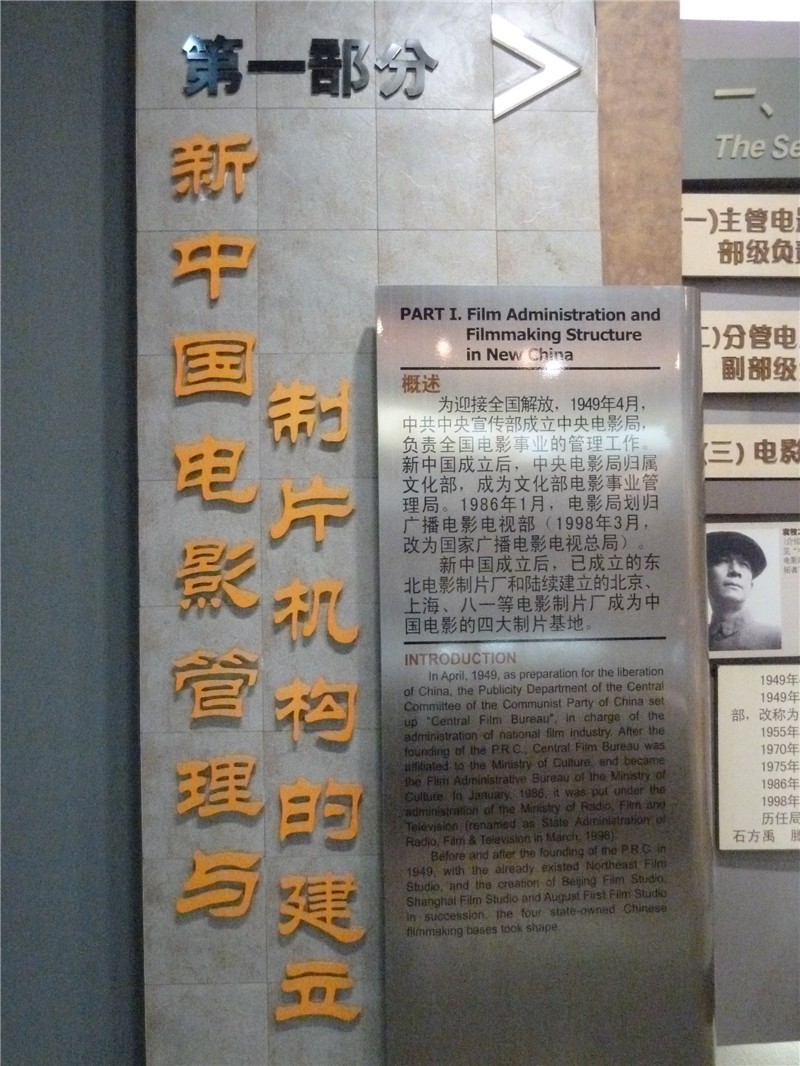 第一部分
新中国电影管理与
制片机构的建立
PART I. Film Administration and
Filmmaking Structure
in New China
概述
为迎接全国解放，1949年4月，
中共中央宣传部成立中央电影局，
负责全国电影事业的管理工作。
新中国成立后，中央电影局归属
文化部，成为文化部电影事业管
理局。1986年1月，电影局划归
广播电影电视部（1998年3月，
改为国家广播电影电视总局）。
新中国成立后，已成立的东
北电影制片厂和陆续建立的北京、
上海、八一等电影制片厂成为中
国电影的四大制片基地。
INTRODUCTION
In April, 1949, as preparation for the liberation
of China, the Publicity Department of the Central
Committee of the Communist Party of China set
up "Central Film Bureau", in charge of the
administration of national film industry. After the
founding of the P.R.C., Central Film Bureau was
affiliated to the Ministry of Culture, and became
the Film Administrative Bureau of the Ministry of
Culture. In January, 1986, it was put under the
administration of the Ministry of Radio, Film and
Television (renamed as State Administration of
Radio, Film & Television in March, 1998).
Before and after the founding of the P.R.C. in
1949, with the already existed Northeast Film
Studio, and the creation of Beijing Film Studio,
Shanghai Film Studio and August First Film Studio
in succession, the four state-owned Chinese
filmmaking bases took shape.
一、
The Se
(一)主管电影
部级负责
二)分管电
副部级
(三)电影
1949年
1949年
部，改称为
1955年
1970年
1975年
1986年
1998年
历任局
石方禹